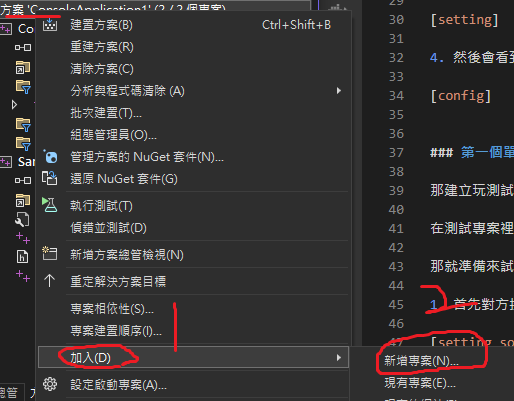 方案 'ConsoleApplication1' (2 / 2 個專案)
Co
Sar
建置方案(B) Ctrl+Shift+B
重建方案(R)
清除方案(C)
分析與程式碼清除 (A)
批次建置(T)...
組態管理員(O)...
管理方案的 NuGet 套件(N)...
還原 NuGet 套件(G)
執行測試(T)
偵錯並測試(D)
新增方案總管檢視(N)
重定解決方案目標
專案相依性(S)...
專案建置順序(I)...
加入(D)
設定啟動專案(A)...
新增專案(N)...
現有專案(E)...
總管
29
30 [setting]
31
32 4. 然後會看到
33
34 [config]
35
36
37 ### 第一個單
38
39 那建立玩測試
40
41 在測試專案裡
42
43 那就準備來試
44
45 1. 首先對方
46
47 [setting so